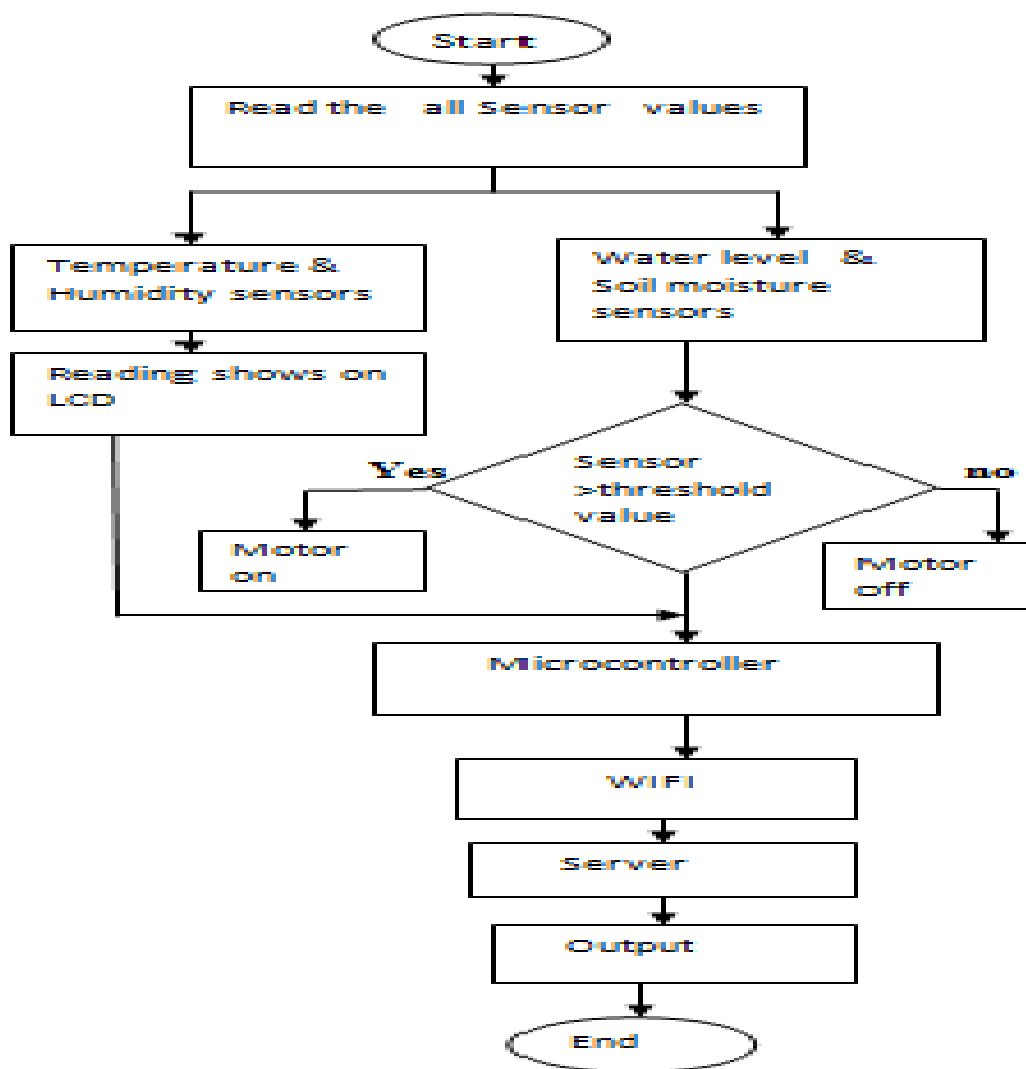 Start
Read the all Sensor values
Temperature &
Humidity sensors
Water level &
Soil moisture
sensors
Reading shows on
LCD
Yes
Sensor
>threshold
value
no
Motor
on
Motor
off
Microcontroller
WIFI
Server
Output
End